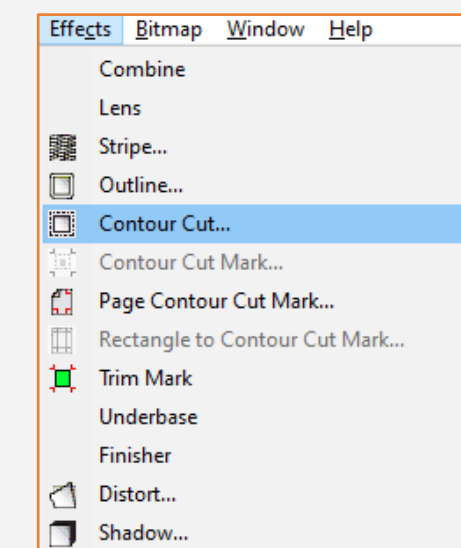 Effects Bitmap Window Help
Combine
Lens
Stripe...
Outline...
Contour Cut...
Contour Cut Mark...
Page Contour Cut Mark...
Rectangle to Contour Cut Mark...
Trim Mark
Underbase
Finisher
Distort...
Shadow...